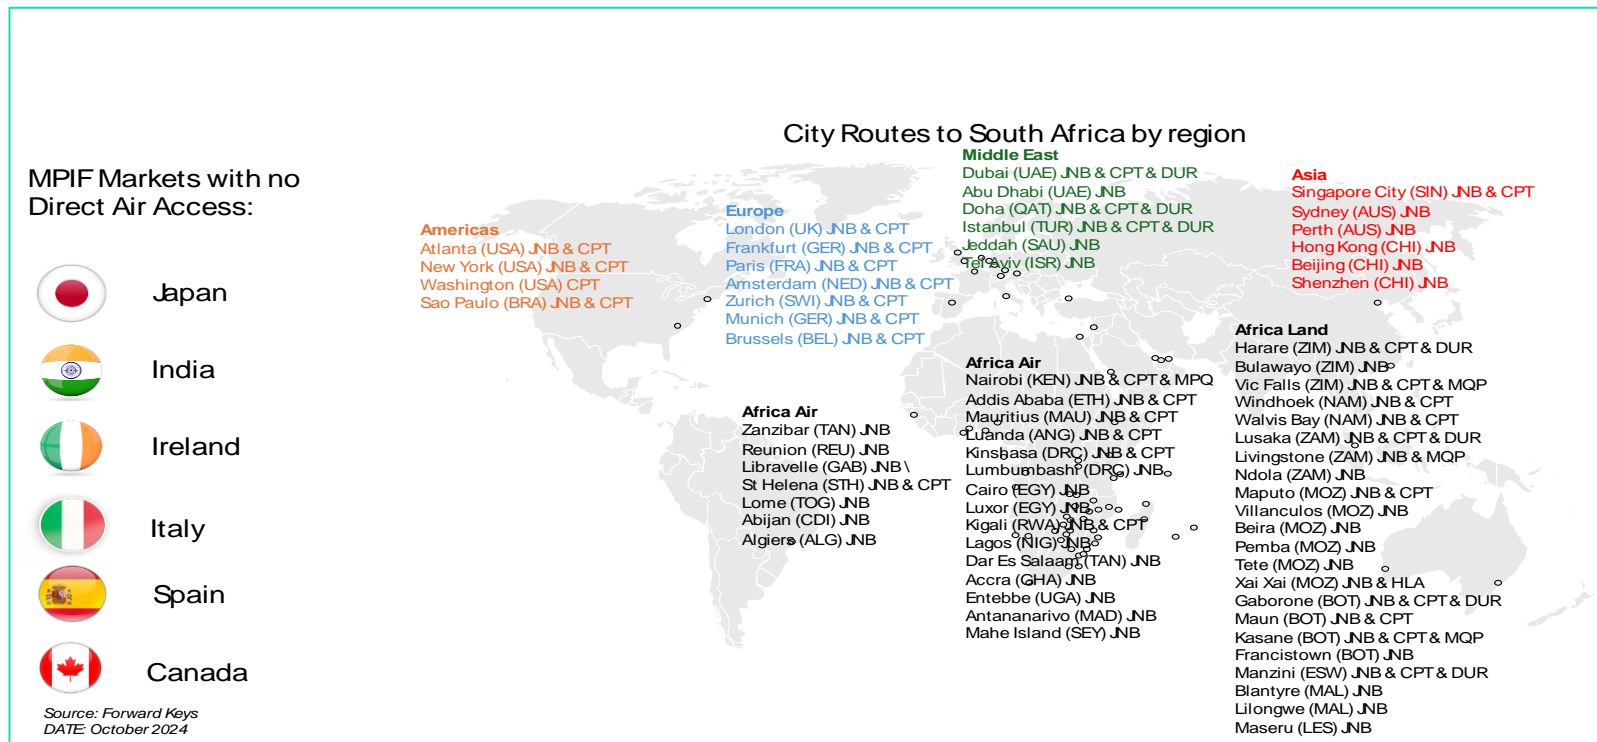 City Routes to South Africa by region
MPIF Markets with no
Direct Air Access:
Japan
India
Ireland
Italy
Spain
Canada
Source: Forward Keys
DATE: October 2024
Americas
Atlanta (USA) JNB & CPT
New York (USA) JNB & CPT
Washington (USA) CPT
Sao Paulo (BRA) JNB & CPT
Europe
London (UK) JNB & CPT
Frankfurt (GER) JNB & CPT
Paris (FRA) JNB & CPT
Amsterdam (NED) JNB & CPT
Zurich (SWI) JNB & CPT
Munich (GER) JNB & CPT
Brussels (BEL) JNB & CPT
Middle East
Dubai (UAE) JNB & CPT & DUR
Abu Dhabi (UAE) JNB
Doha (QAT) JNB & CPT & DUR
Istanbul (TUR) JNB & CPT & DUR
Jeddah (SAU) JNB
Tel Aviv (ISR) JNB
Asia
Singapore City (SIN) JNB & CPT
Sydney (AUS) JNB
Perth (AUS) JNB
Hong Kong (CHI) JNB
Beijing (CHI) JNB
Shenzhen (CHI) JNB
Africa Air
Zanzibar (TAN) JNB
Reunion (REU) JNB
Libravelle (GAB) JNB \
St Helena (STH) JNB & CPT
Lome (TOG) JNB
Abijan (CDI) JNB
Algiers (ALG) JNB
Africa Air
Nairobi (KEN) JNB & CPT & MPQ
Addis Ababa (ETH) JNB & CPT
Mauritius (MAU) JNB & CPT
Luanda (ANG) JNB & CPT
Kinshasa (DRC) JNB & CPT
Lumbumbashi (DRC) JNB
Cairo (EGY) JNB
Luxor (EGY) JNB
Kigali (RWA) JNB & CPT
Lagos (NIG) JNB
Dar Es Salaam (TAN) JNB
Accra (GHA) JNB
Entebbe (UGA) JNB
Antananarivo (MAD) JNB
Mahe Island (SEY) JNB
Africa Land
Harare (ZIM) JNB & CPT & DUR
Bulawayo (ZIM) JNB
Vic Falls (ZIM) JNB & CPT & MQP
Windhoek (NAM) JNB & CPT
Walvis Bay (NAM) JNB & CPT
Lusaka (ZAM) JNB & CPT & DUR
Livingstone (ZAM) JNB & MQP
Ndola (ZAM) JNB
Maputo (MOZ) JNB & CPT
Villanculos (MOZ) JNB
Beira (MOZ) JNB
Pemba (MOZ) JNB
Tete (MOZ) JNB
Xai Xai (MOZ) JNB & HLA
Gaborone (BOT) JNB & CPT & DUR
Maun (BOT) JNB & CPT
Kasane (BOT) JNB & CPT & MQP
Francistown (BOT) JNB
Manzini (ESW) JNB & CPT & DUR
Blantyre (MAL) JNB
Lilongwe (MAL) JNB
Maseru (LES) JNB